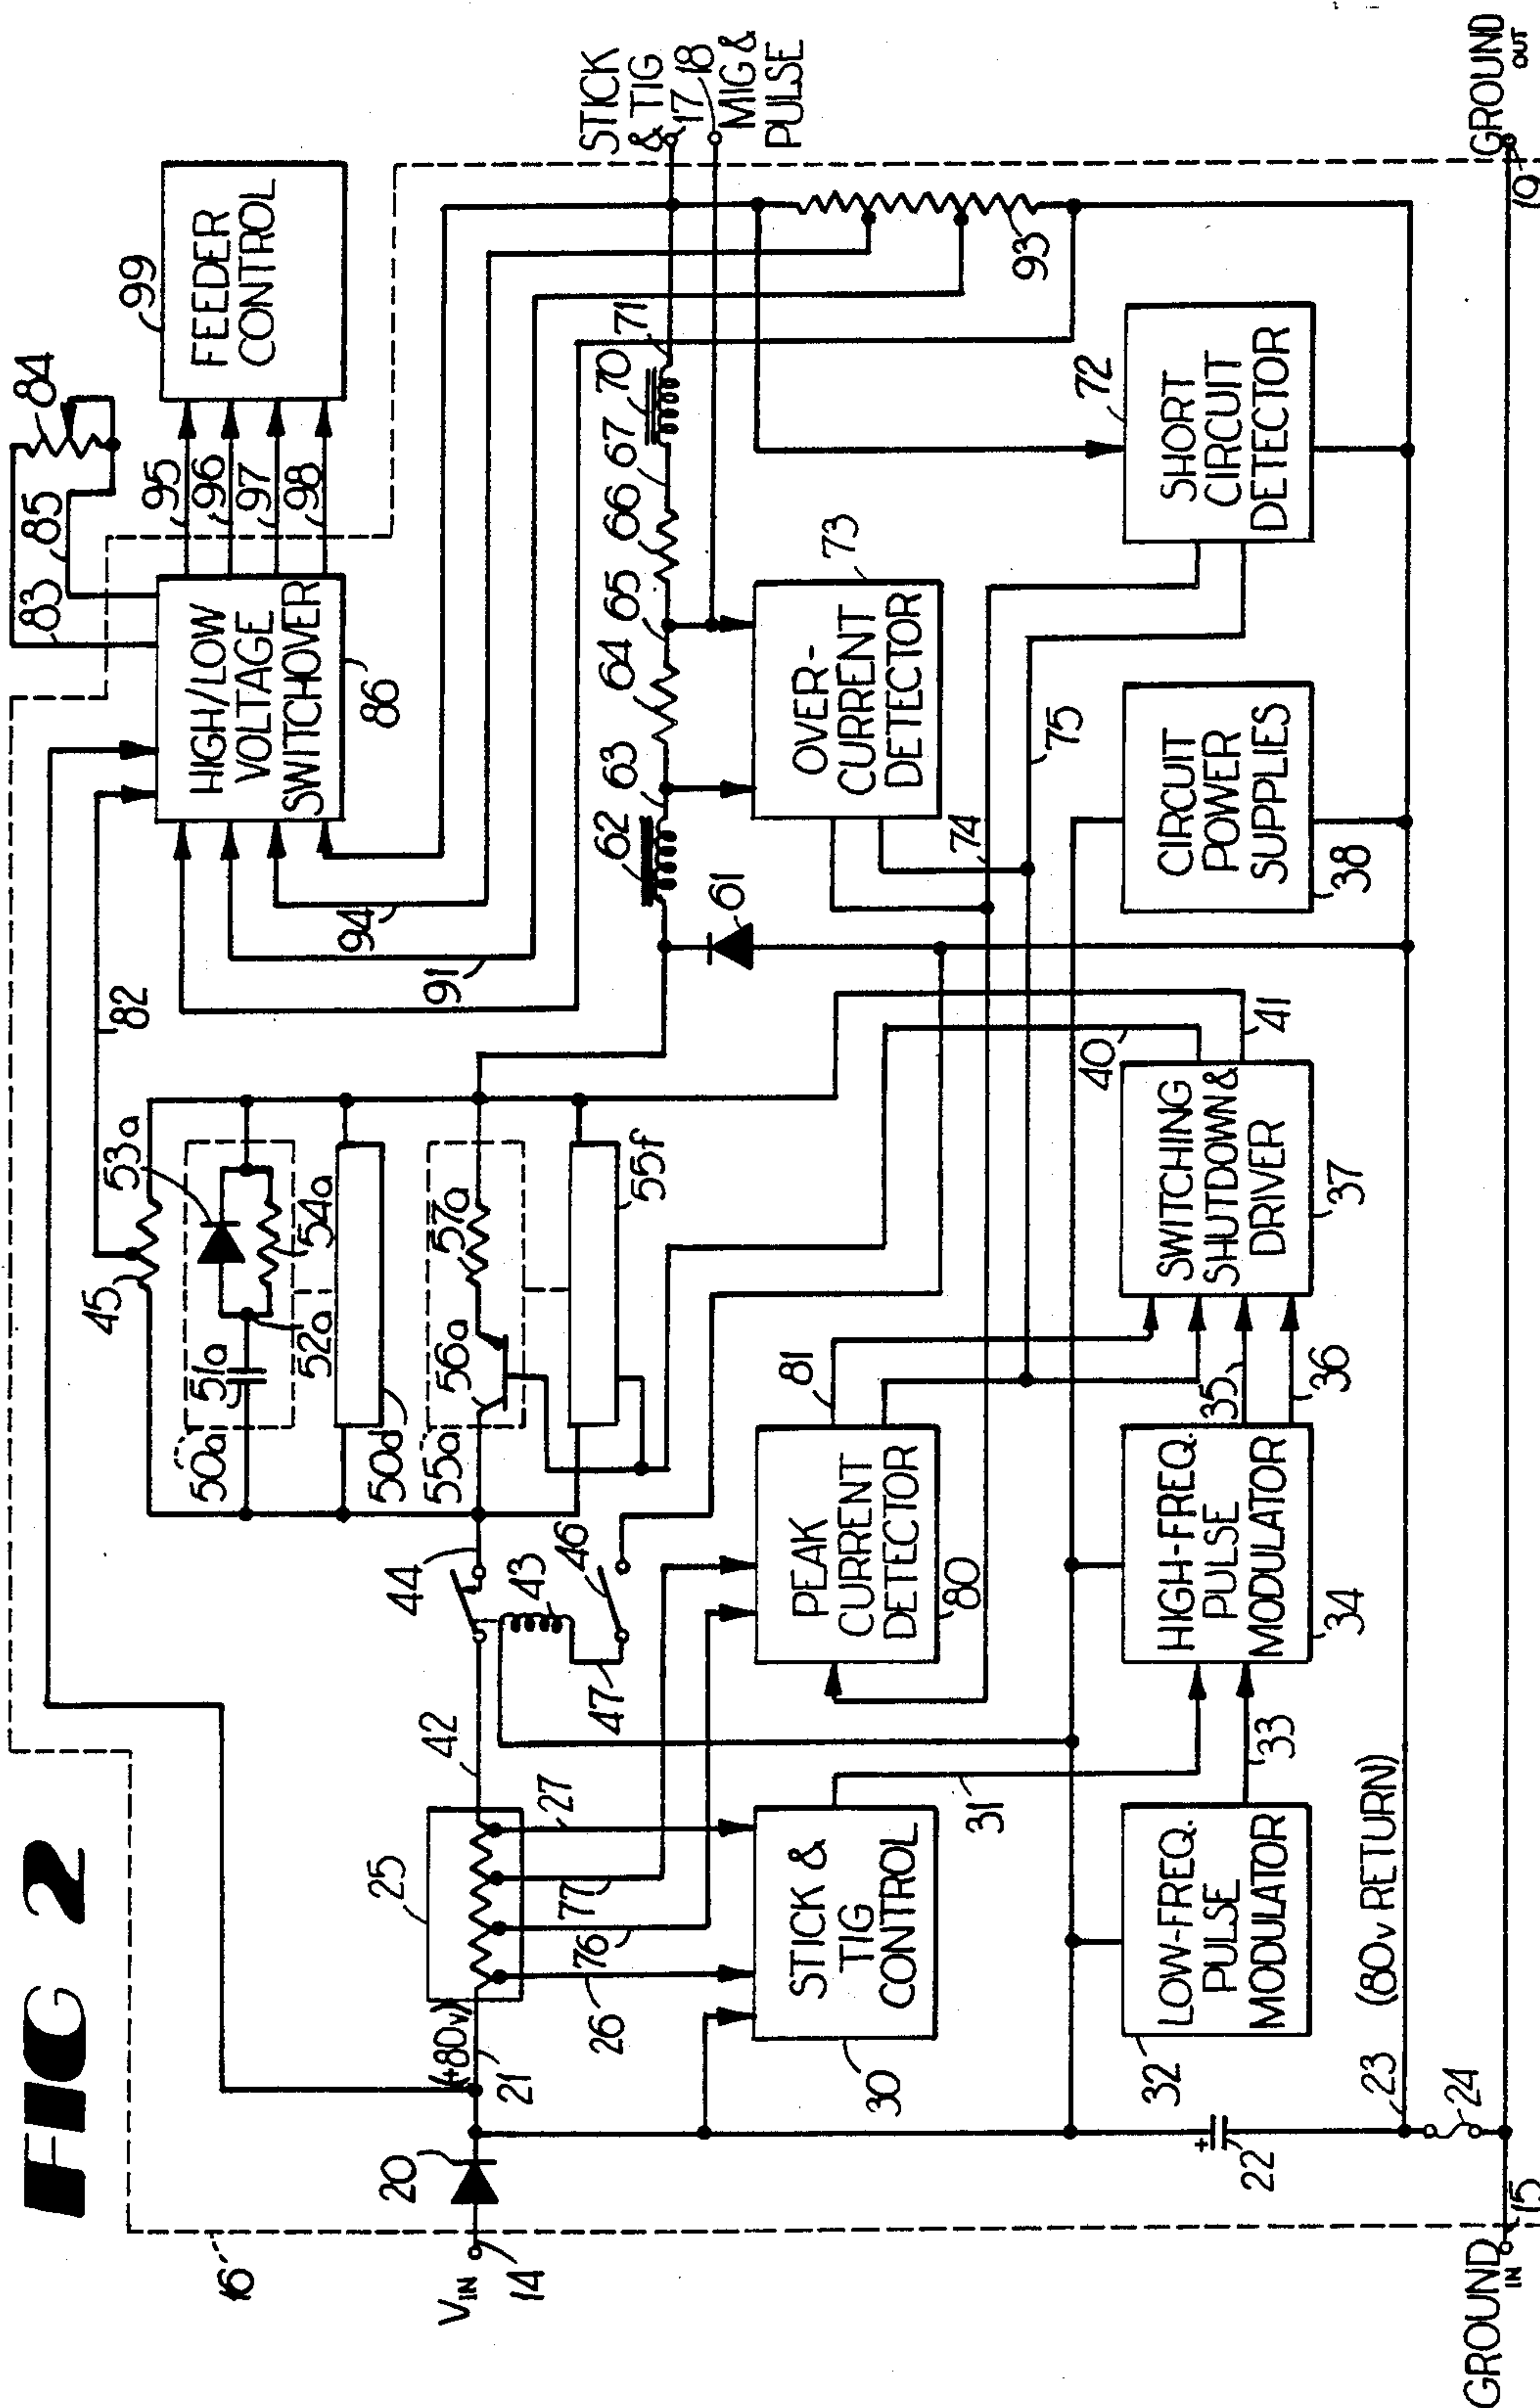 FIG 2
16
V IN
14
20
(+80v)
21
25
26
76
77
27
42
44
43
46
47
45
82
50a
51a
52a
53a
54a
50d
55a
56a
57a
55f
91
94
HIGH/LOW
VOLTAGE
SWITCHOVER
86
83
85
84
95
96
97
98
99
FEEDER
CONTROL
61
62
63
64
65
66
67
70
71
STICK
& TIG
17
18
MIG &
PULSE
93
STICK &
TIG
CONTROL
30
31
PEAK
CURRENT
DETECTOR
80
81
74
75
OVER-
CURRENT
DETECTOR
73
LOW-FREQ.
PULSE
MODULATOR
32
33
HIGH-FREQ.
PULSE
MODULATOR
34
35
36
SWITCHING
SHUTDOWN &
DRIVER
37
40
41
CIRCUIT
POWER
SUPPLIES
38
SHORT
CIRCUIT
DETECTOR
72
+
22
23
(80v RETURN)
24
GROUND
IN
15
GROUND
OUT
19